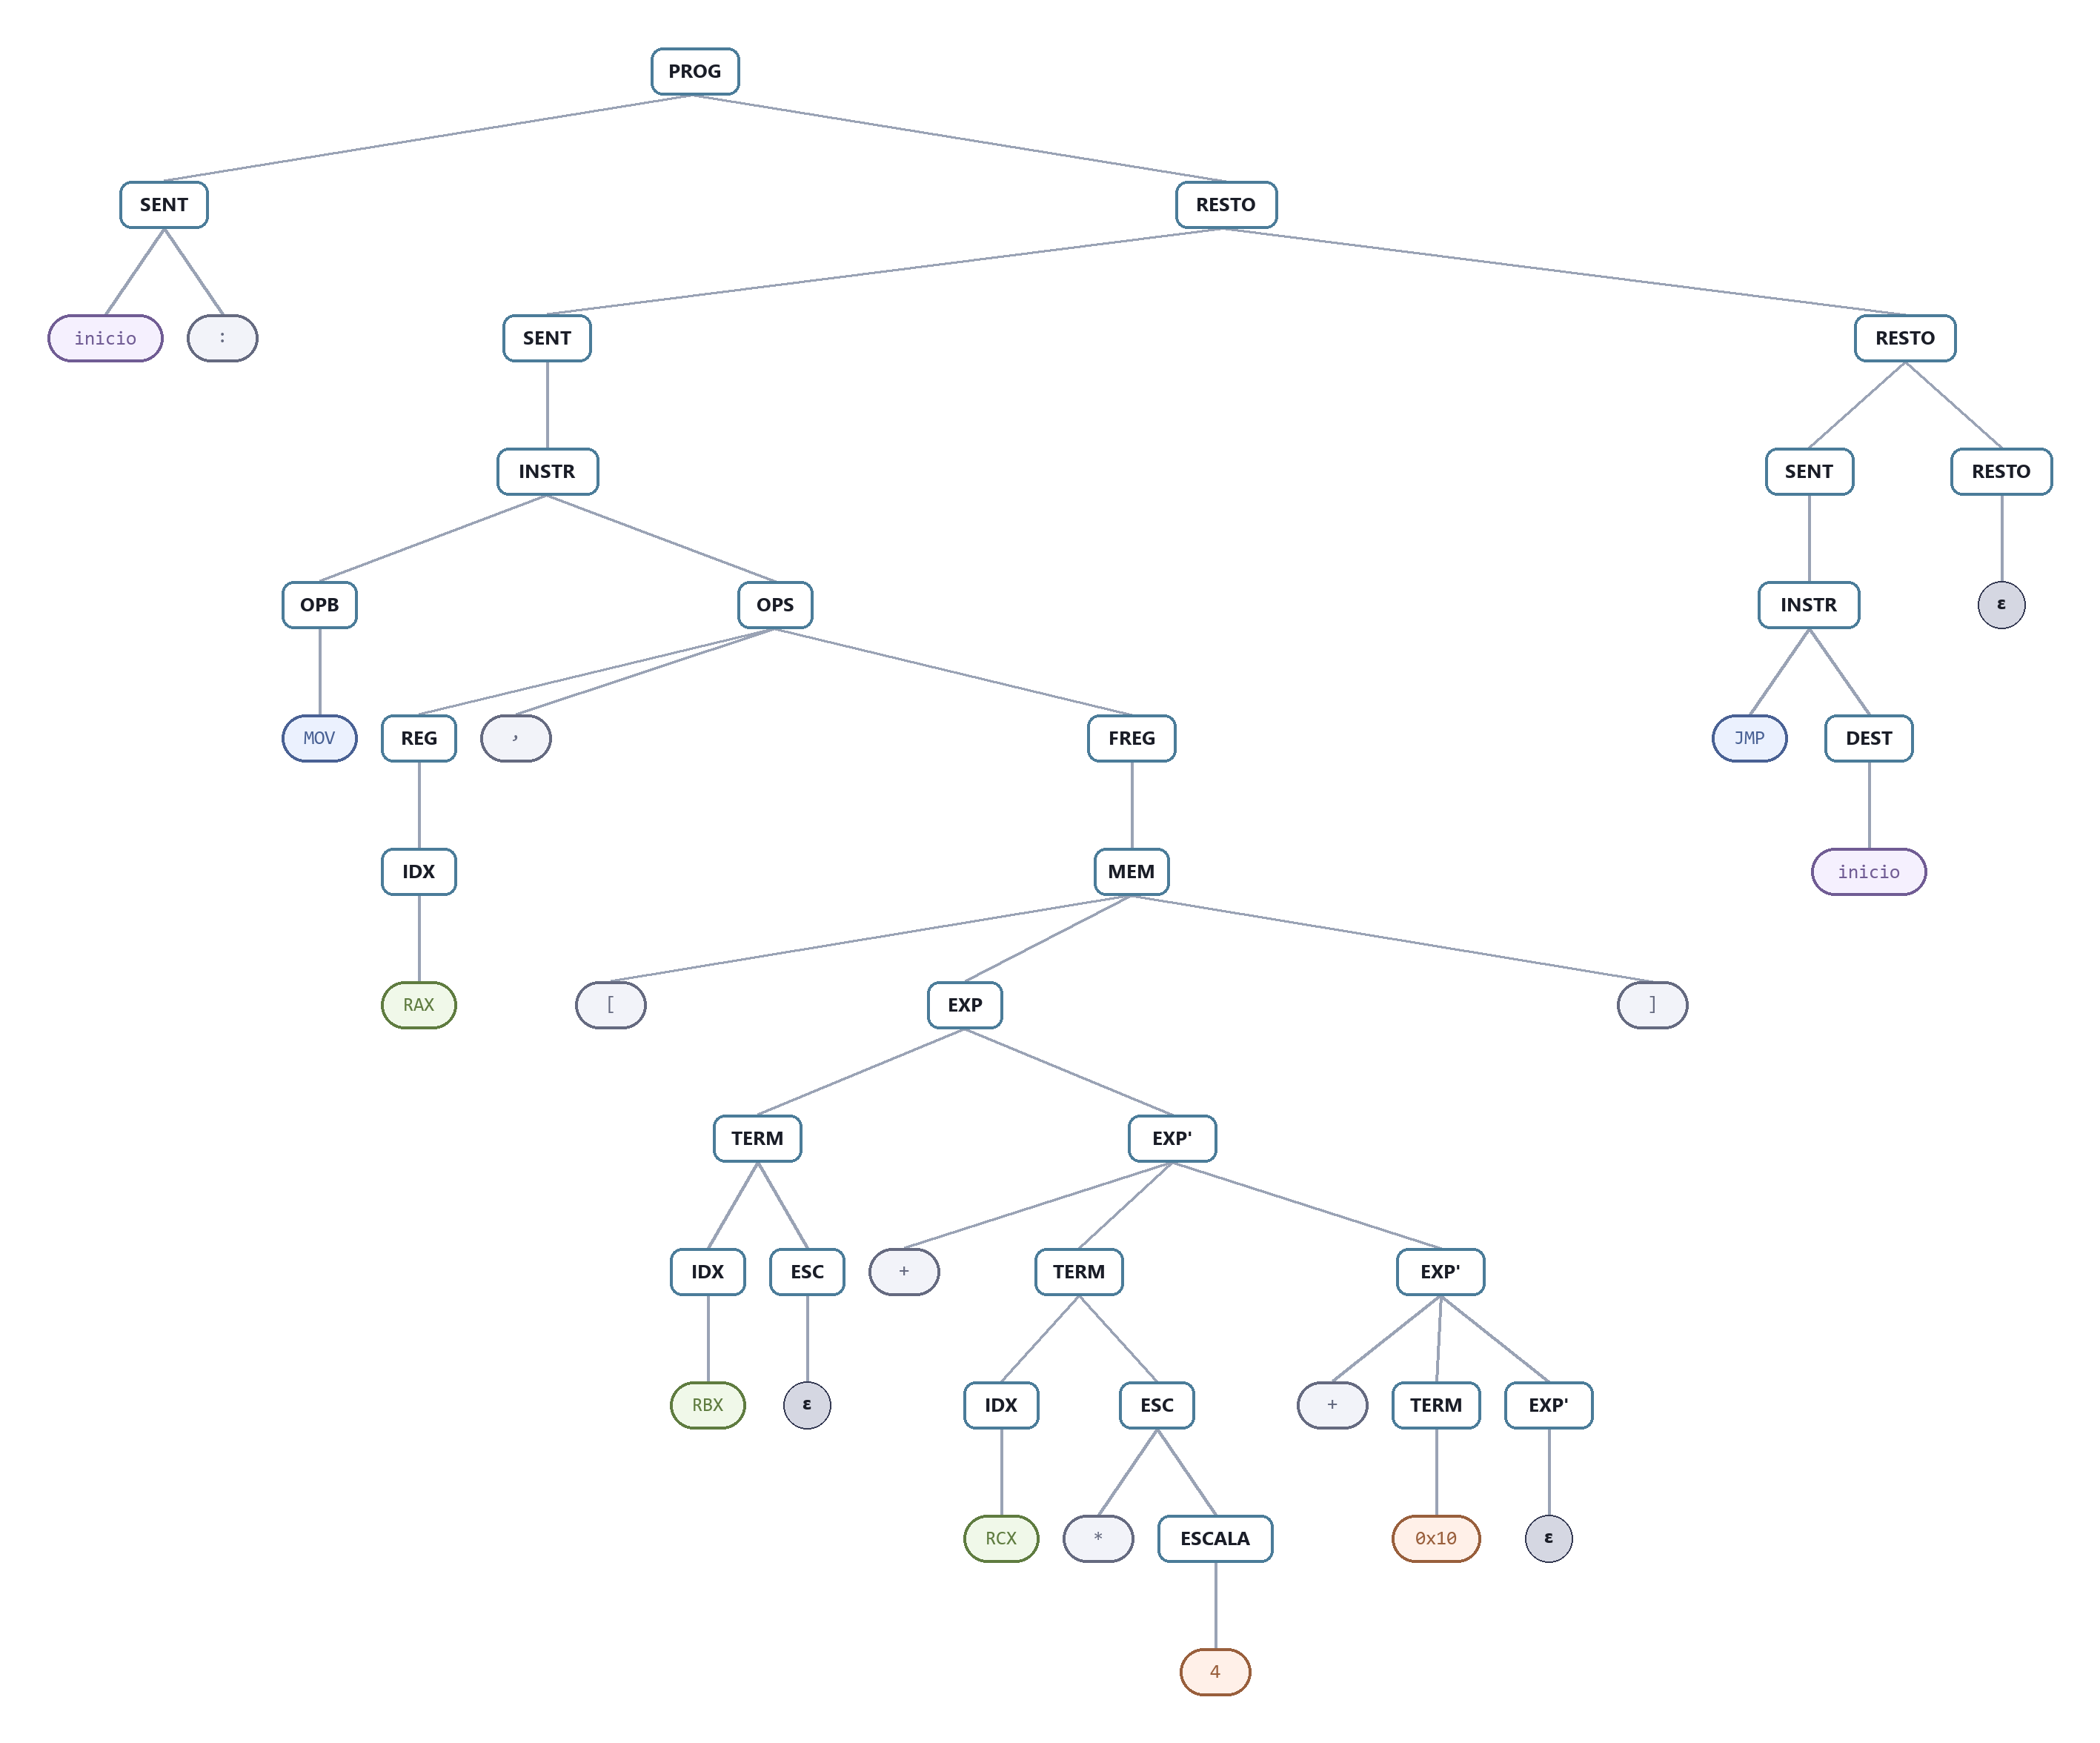 PROG
SENT RESTO
inicio : SENT RESTO
INSTR SENT RESTO
OPB OPS INSTR ε
MOV REG , FREG JMP DEST
IDX MEM inicio
RAX [ EXP ]
TERM EXP'
IDX ESC + TERM EXP'
RBX ε IDX ESC + TERM EXP'
RCX * ESCALA 0x10 ε
4